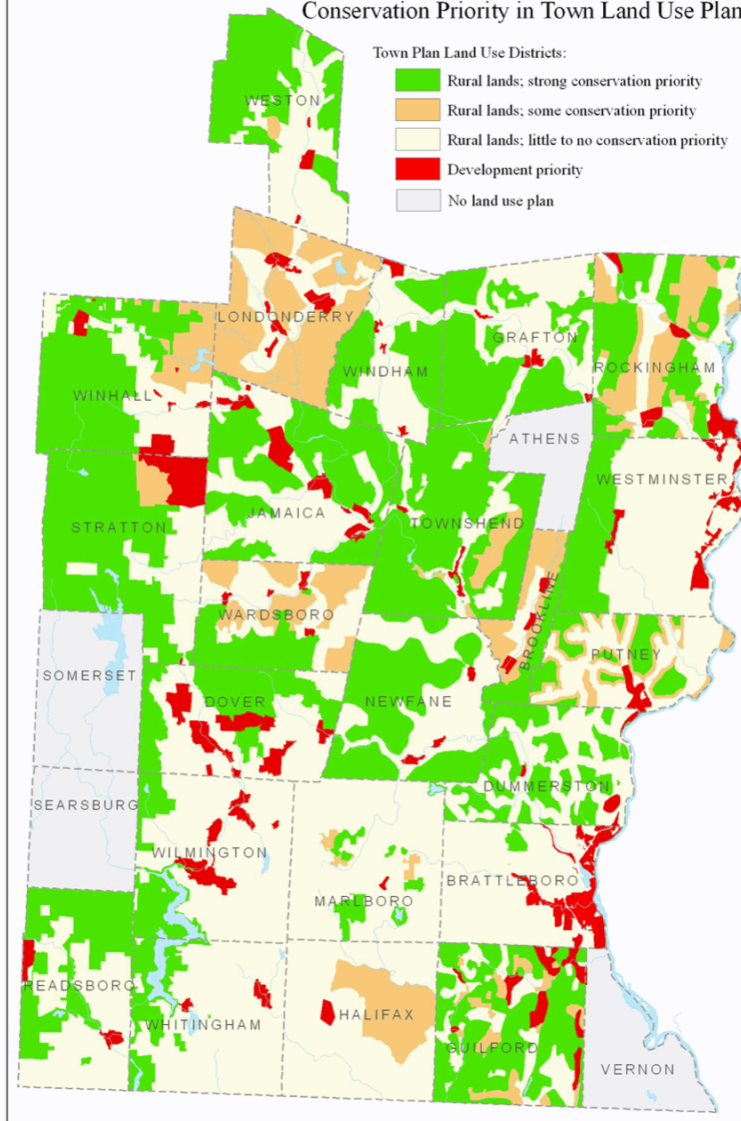 Conservation Priority in Town Land Use Plan
Town Plan Land Use Districts:
Rural lands; strong conservation priority
Rural lands; some conservation priority
Rural lands; little to no conservation priority
Development priority
No land use plan
WESTON
LONDONDERRY
WINDHAM
GRAFTON
ROCKINGHAM
WINHALL
ATHENS
WESTMINSTER
STRATTON
JAMAICA
TOWNSHEND
WARDSBORO
BROOKLINE
PUTNEY
SOMERSET
DOVER
NEWFANE
DUMMERSTON
SEARSBURG
WILMINGTON
MARLBORO
BRATTLEBORO
READSBORO
WHITINGHAM
HALIFAX
GUILFORD
VERNON